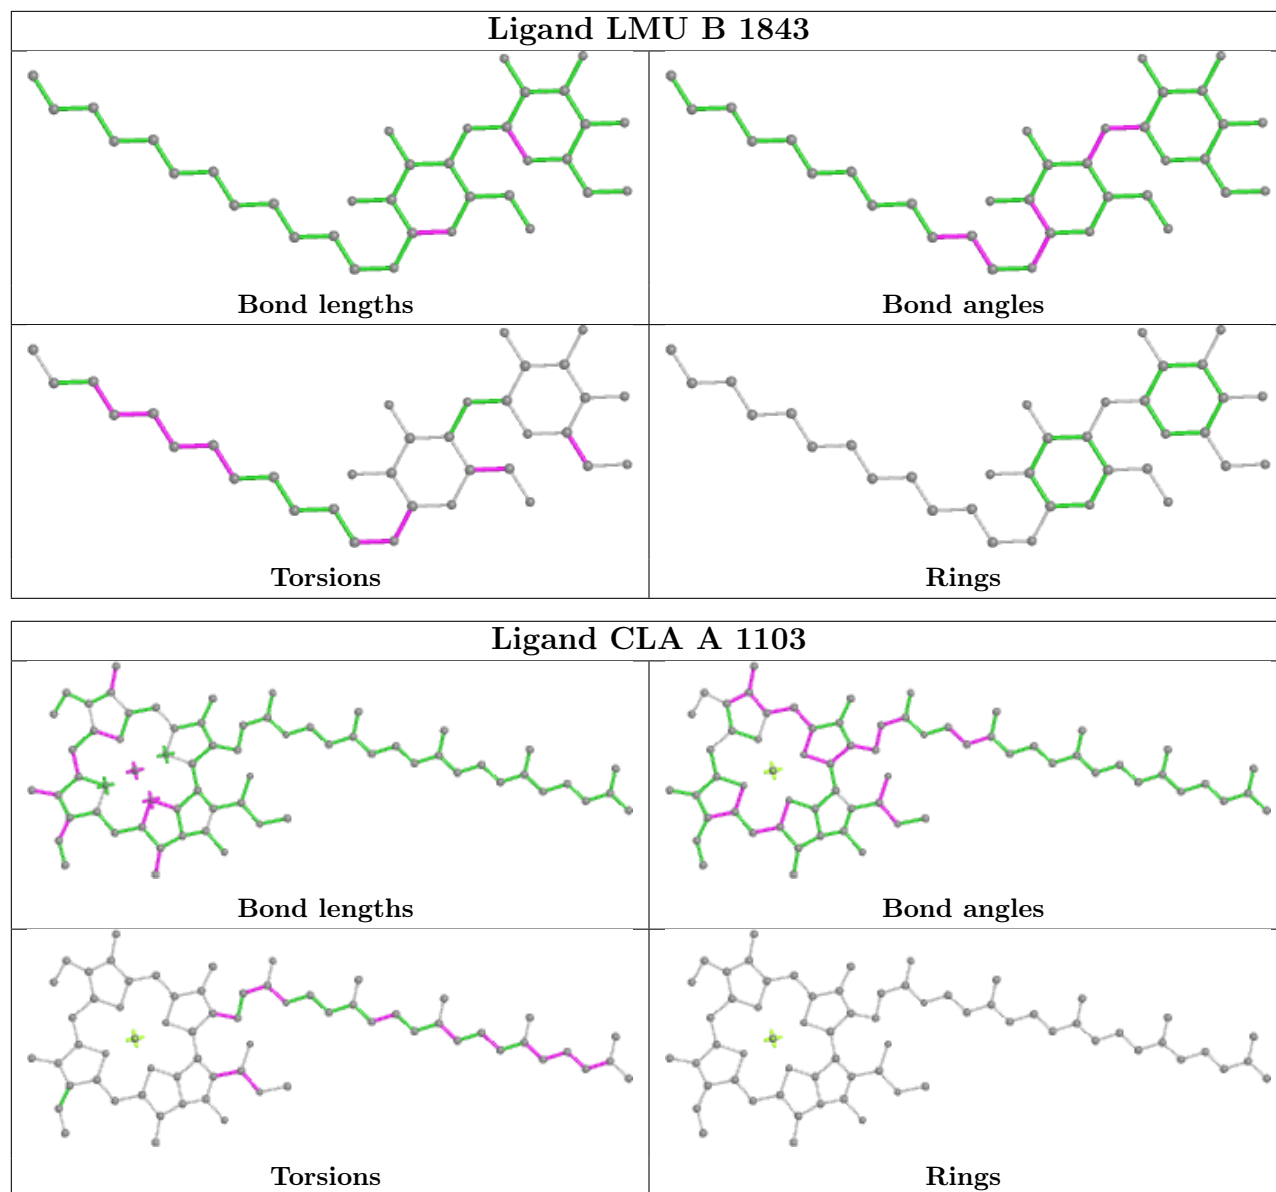 Ligand LMU B 1843
Bond lengths
Bond angles
Torsions
Rings
Ligand CLA A 1103
Bond lengths
Bond angles
Torsions
Rings